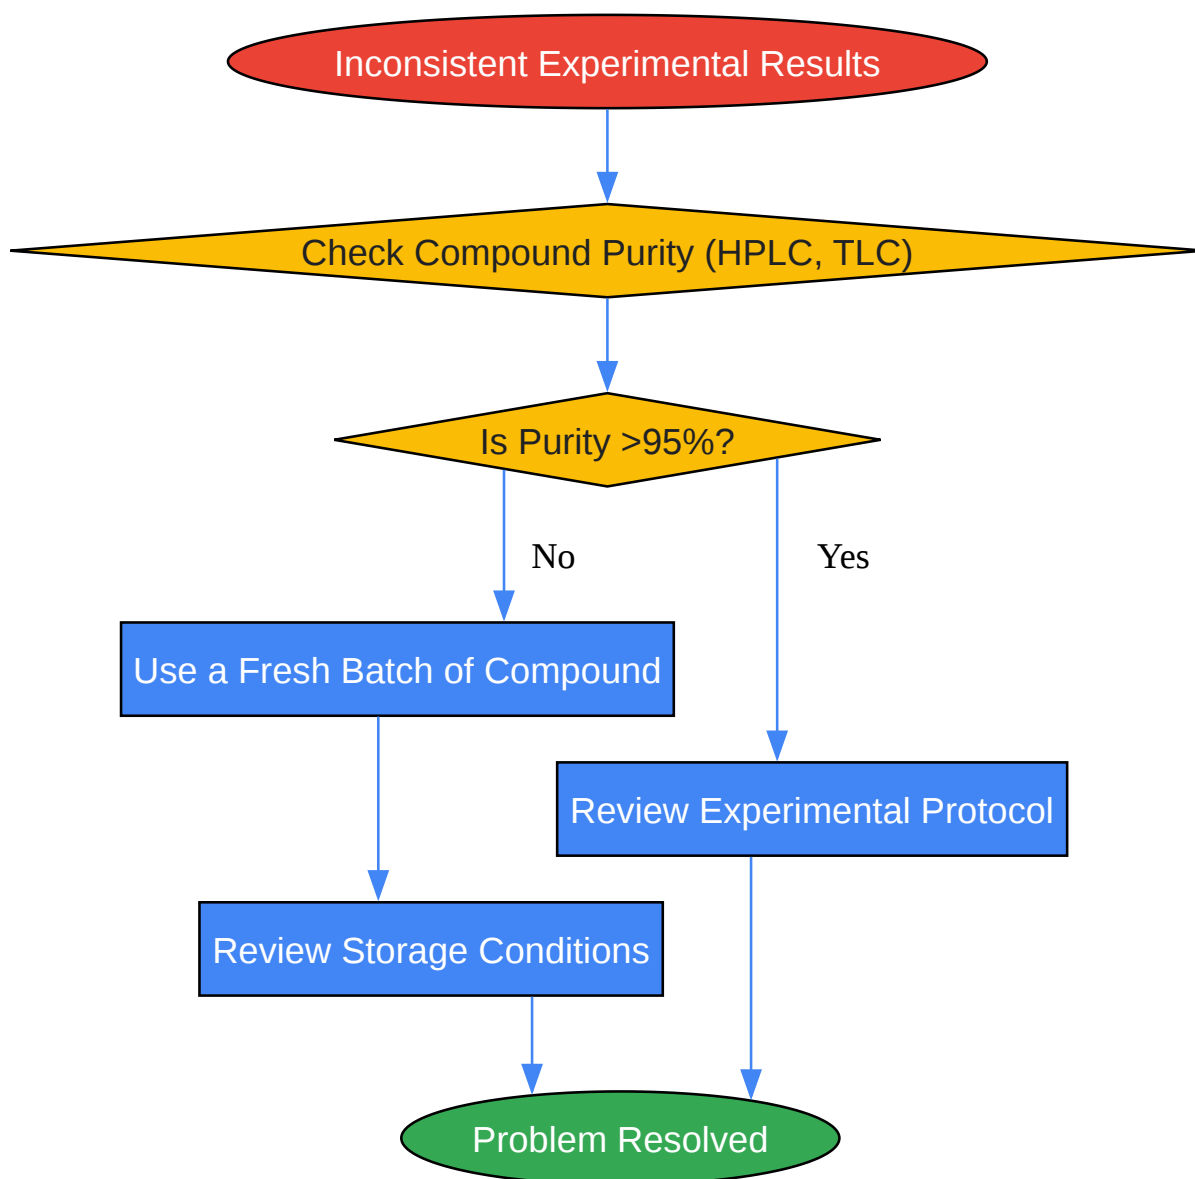 Inconsistent Experimental Results
Check Compound Purity (HPLC, TLC)
Is Purity >95%?
No
Yes
Use a Fresh Batch of Compound
Review Experimental Protocol
Review Storage Conditions
Problem Resolved